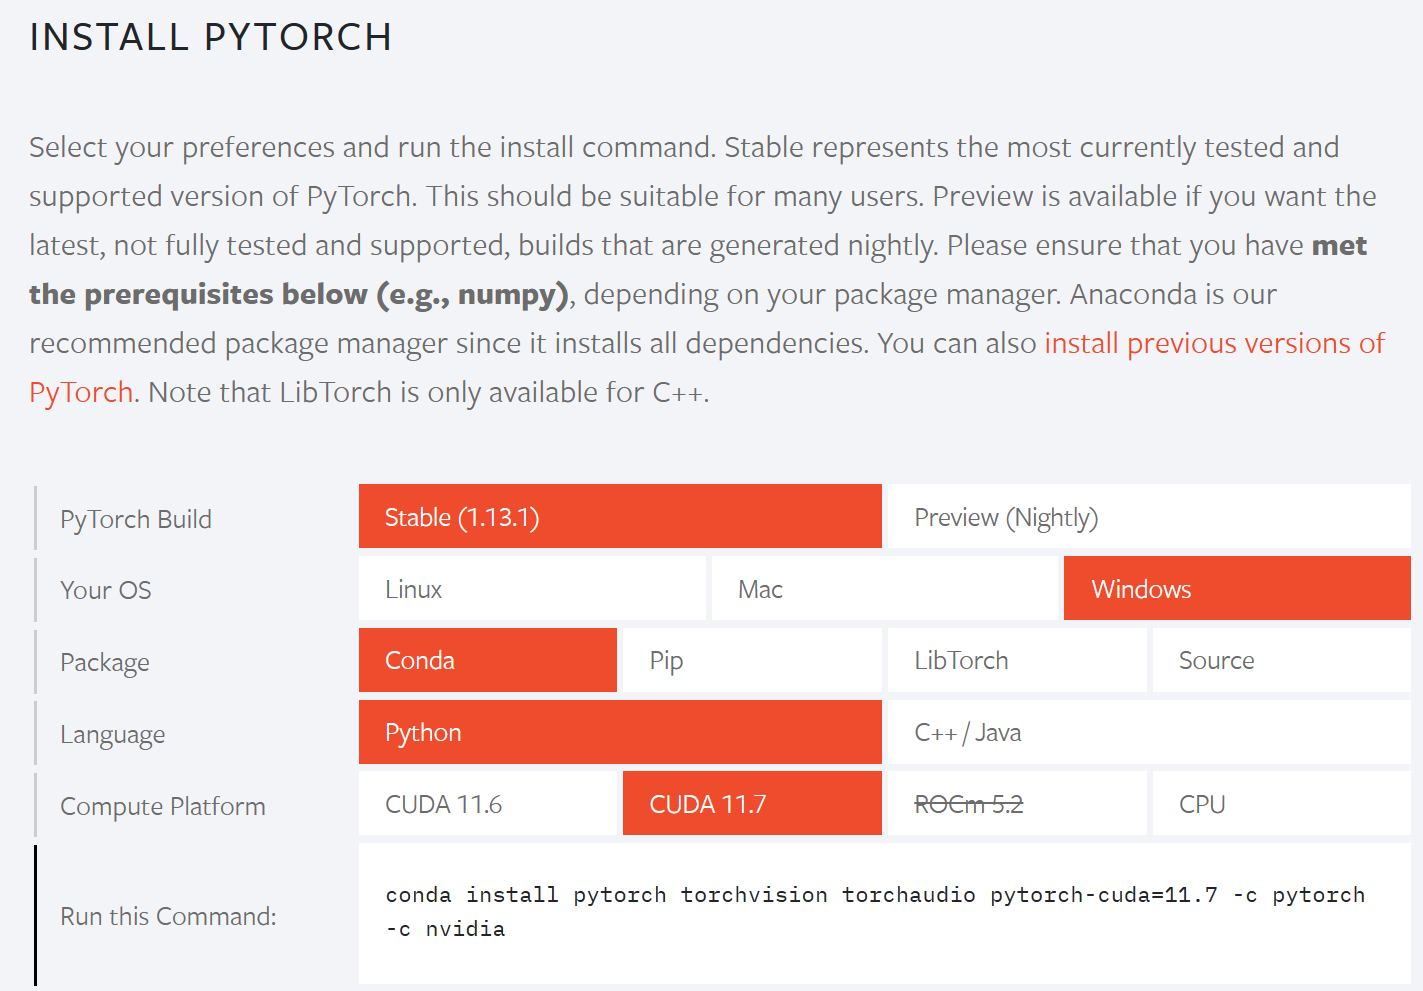 INSTALL PYTORCH
Select your preferences and run the install command. Stable represents the most currently tested and
supported version of PyTorch. This should be suitable for many users. Preview is available if you want the
latest, not fully tested and supported, builds that are generated nightly. Please ensure that you have met
the prerequisites below (e.g., numpy), depending on your package manager. Anaconda is our
recommended package manager since it installs all dependencies. You can also install previous versions of
PyTorch. Note that LibTorch is only available for C++.
PyTorch Build Stable (1.13.1) Preview (Nightly)
Your OS Linux Mac Windows
Package Conda Pip LibTorch Source
Language Python C++ / Java
Compute Platform CUDA 11.6 CUDA 11.7 ROCm 5.2 CPU
Run this Command: conda install pytorch torchvision torchaudio pytorch-cuda=11.7 -c pytorch
-c nvidia